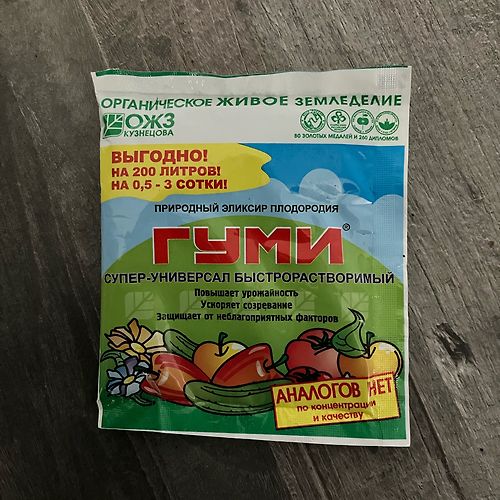 ОРГАНИЧЕСКОЕ ЖИВОЕ ЗЕМЛЕДЕЛИЕ
ОЖЗ
КУЗНЕЦОВА
80 ЗОЛОТЫХ МЕДАЛЕЙ И 260 ДИПЛОМОВ
ВЫГОДНО!
НА 200 ЛИТРОВ!
НА 0,5 - 3 СОТКИ!
ПРИРОДНЫЙ ЭЛИКСИР ПЛОДОРОДИЯ
ГУМИ®
СУПЕР-УНИВЕРСАЛ БЫСТРОРАСТВОРИМЫЙ
Повышает урожайность
Ускоряет созревание
Защищает от неблагоприятных факторов
АНАЛОГОВ НЕТ
по концентрации
и качеству